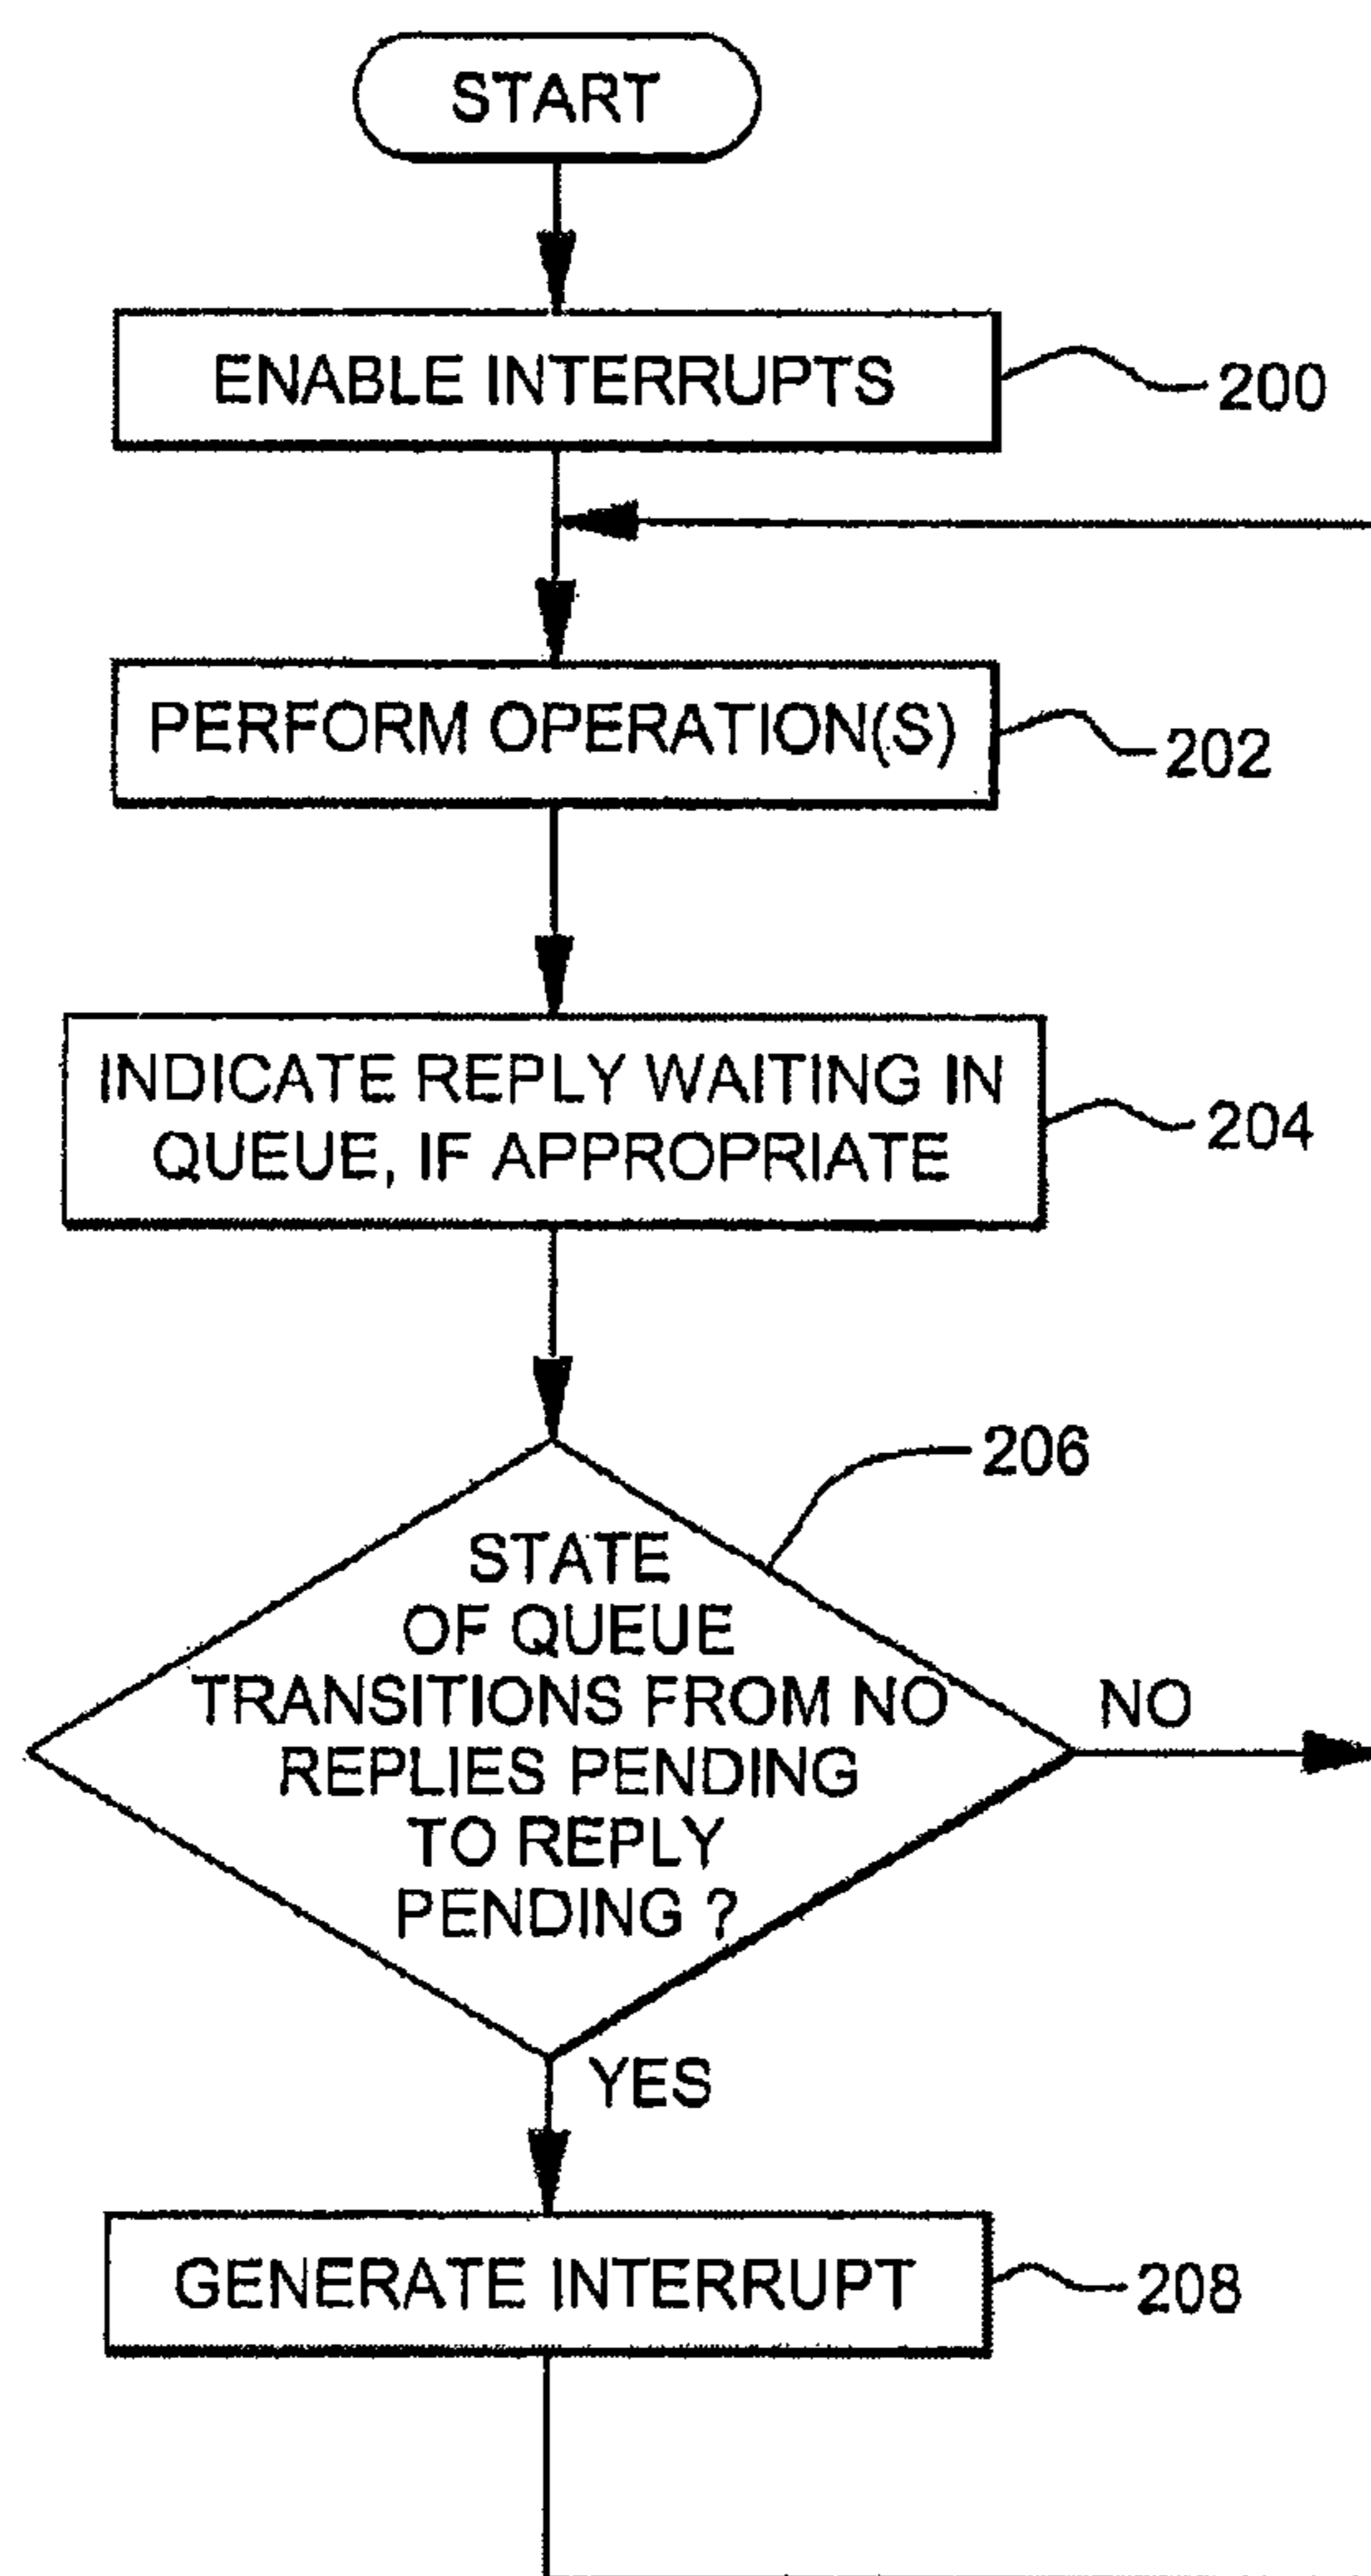 START
ENABLE INTERRUPTS
200
PERFORM OPERATION(S)
202
INDICATE REPLY WAITING IN
QUEUE, IF APPROPRIATE
204
206
STATE
OF QUEUE
TRANSITIONS FROM NO
REPLIES PENDING
TO REPLY
PENDING ?
NO
YES
GENERATE INTERRUPT
208